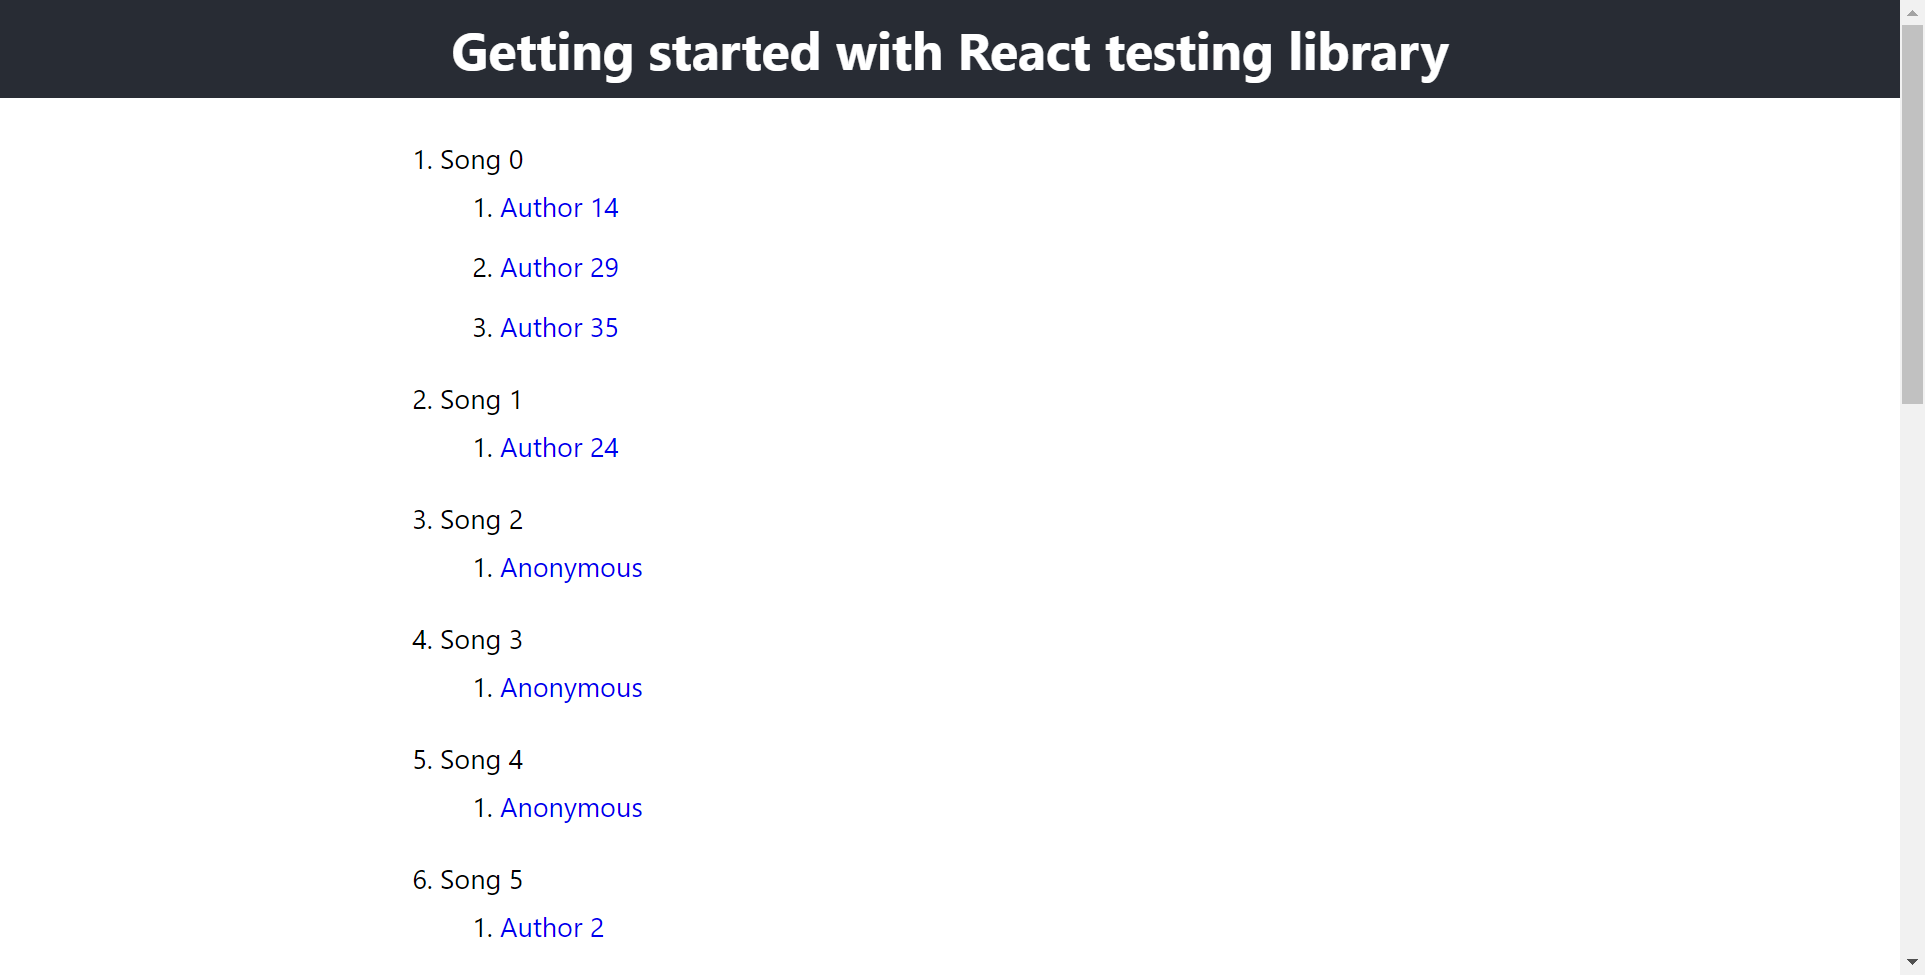 Getting started with React testing library
1. Song 0
1. Author 14
2. Author 29
3. Author 35
2. Song 1
1. Author 24
3. Song 2
1. Anonymous
4. Song 3
1. Anonymous
5. Song 4
1. Anonymous
6. Song 5
1. Author 2